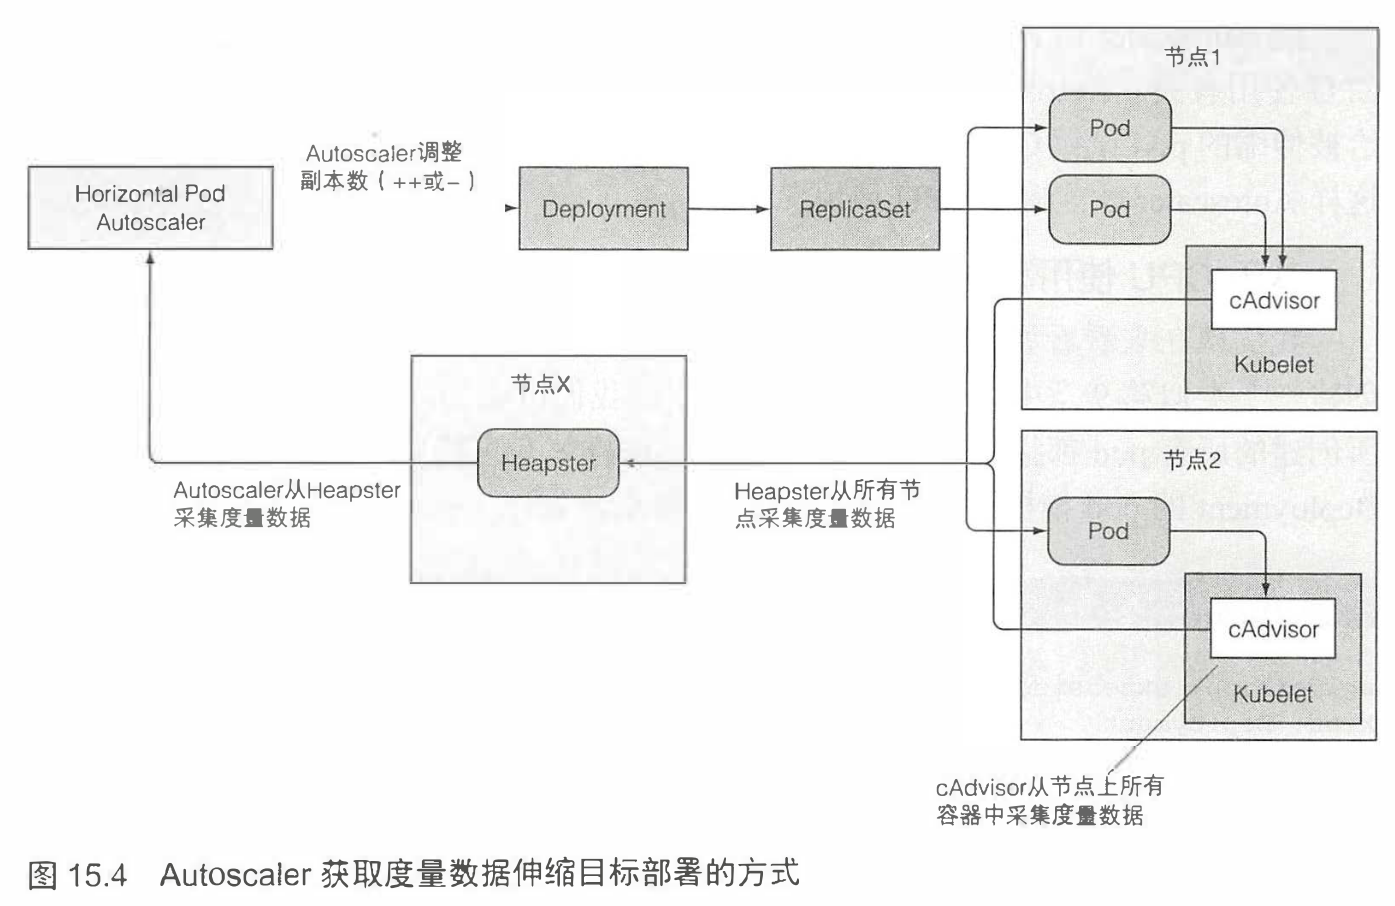 节点1
Pod
Autoscaler调整
副本数（++或−）
Horizontal Pod
Autoscaler
Deployment
ReplicaSet
Pod
cAdvisor
Kubelet
节点X
Heapster
节点2
Autoscaler从Heapster
采集度量数据
Heapster从所有节
点采集度量数据
Pod
cAdvisor
Kubelet
cAdvisor从节点上所有
容器中采集度量数据
图 15.4 Autoscaler 获取度量数据伸缩目标部署的方式